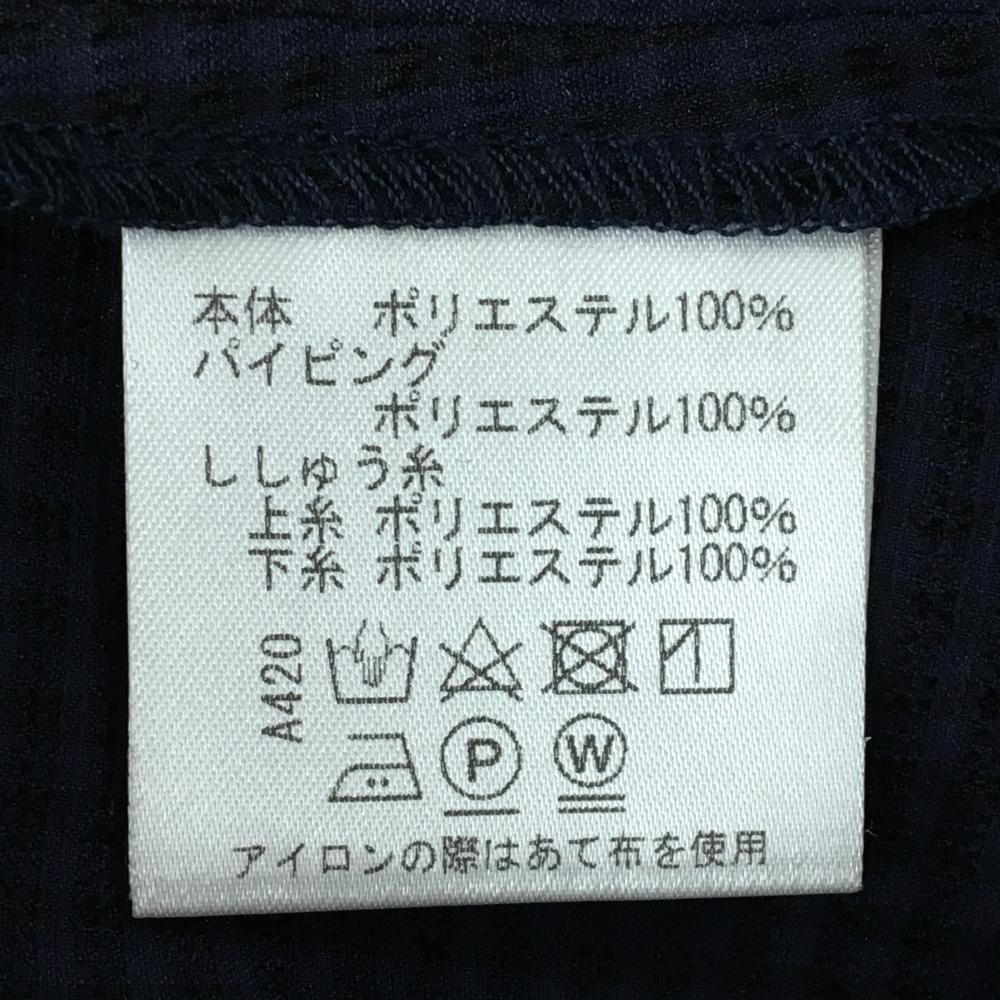 本体 ポリエステル100%
パイピング
ポリエステル100%
ししゅう糸
上糸 ポリエステル100%
下糸 ポリエステル100%
A420
P W
アイロンの際はあて布を使用